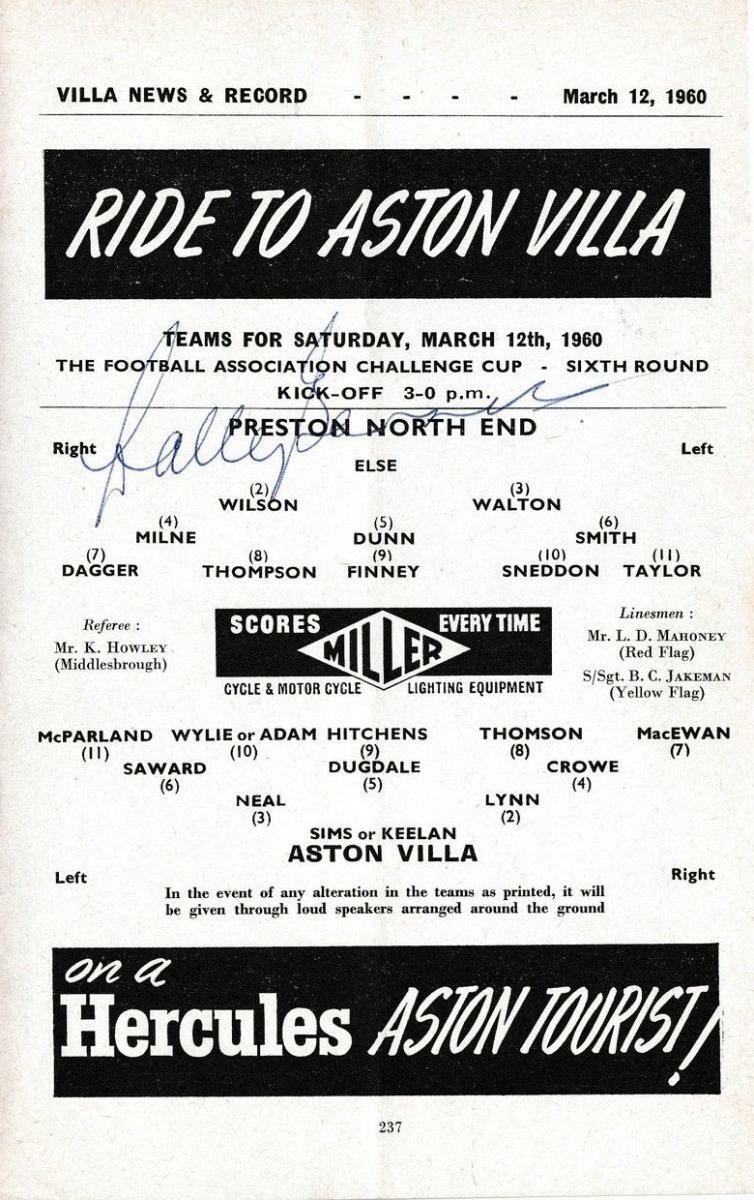 VILLA NEWS & RECORD - - - - March 12, 1960
RIDE TO ASTON VILLA
TEAMS FOR SATURDAY, MARCH 12th, 1960
THE FOOTBALL ASSOCIATION CHALLENGE CUP - SIXTH ROUND
KICK-OFF 3-0 p.m.
PRESTON NORTH END
Right Left
ELSE
(2) (3)
WILSON WALTON
(4) (5) (6)
MILNE DUNN SMITH
(7) (8) (9) (10) (11)
DAGGER THOMPSON FINNEY SNEDDON TAYLOR
Referee :
Mr. K. HOWLEY
(Middlesbrough)
SCORES MILLER EVERY TIME
CYCLE & MOTOR CYCLE LIGHTING EQUIPMENT
Linesmen :
Mr. L. D. MAHONEY
(Red Flag)
S/Sgt. B. C. JAKEMAN
(Yellow Flag)
McPARLAND WYLIE or ADAM HITCHENS THOMSON MacEWAN
(11) (10) (9) (8) (7)
SAWARD DUGDALE CROWE
(6) (5) (4)
NEAL LYNN
(3) (2)
SIMS or KEELAN
ASTON VILLA
Left Right
In the event of any alteration in the teams as printed, it will
be given through loud speakers arranged around the ground
on a
Hercules ASTON TOURIST!
237